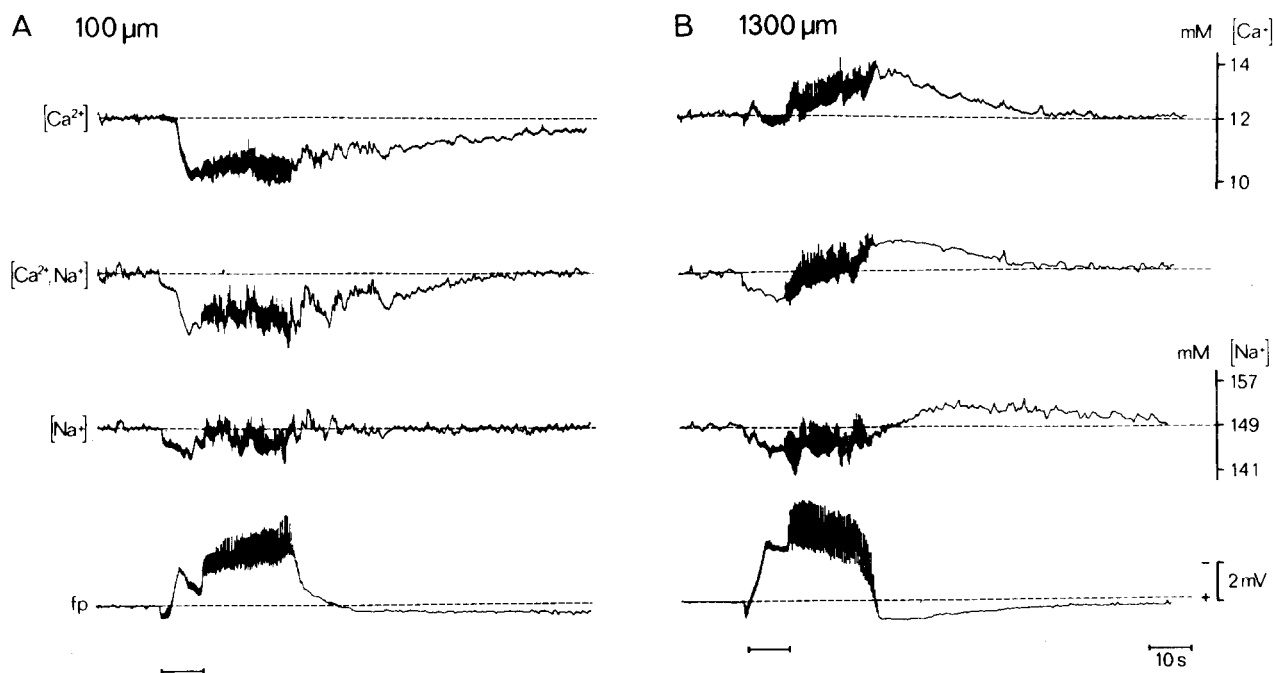 A 100 µm
B 1300 µm
mM [Ca⁺]
14
12
10
[Ca²⁺]
[Ca²⁺, Na⁺]
mM [Na⁺]
157
149
141
[Na⁺]
fp
−
+
2 mV
10 s